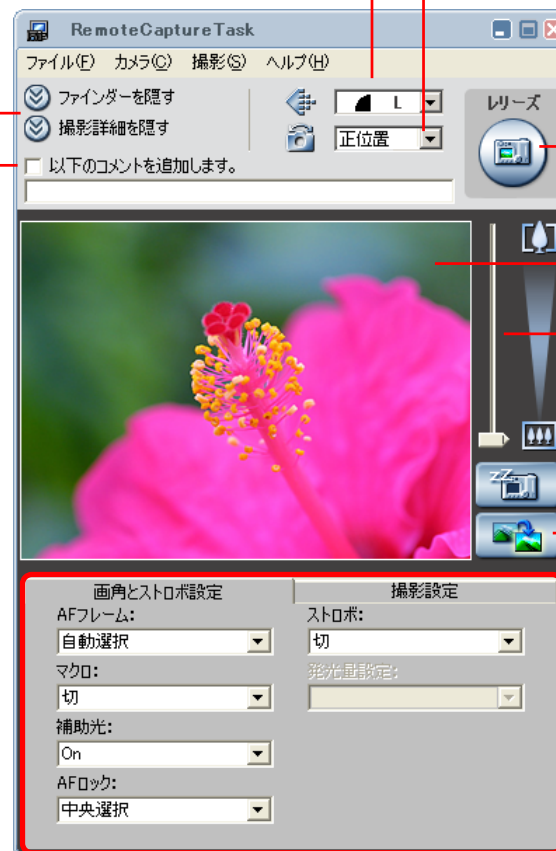 RemoteCaptureTask
ファイル(F) カメラ(C) 撮影(S) ヘルプ(H)
ファインダーを隠す
撮影詳細を隠す
L
正位置
レリーズ
以下のコメントを追加します。
zZ
画角とストロボ設定
撮影設定
AFフレーム:
自動選択
マクロ:
切
補助光:
On
AFロック:
中央選択
ストロボ:
切
発光量設定: